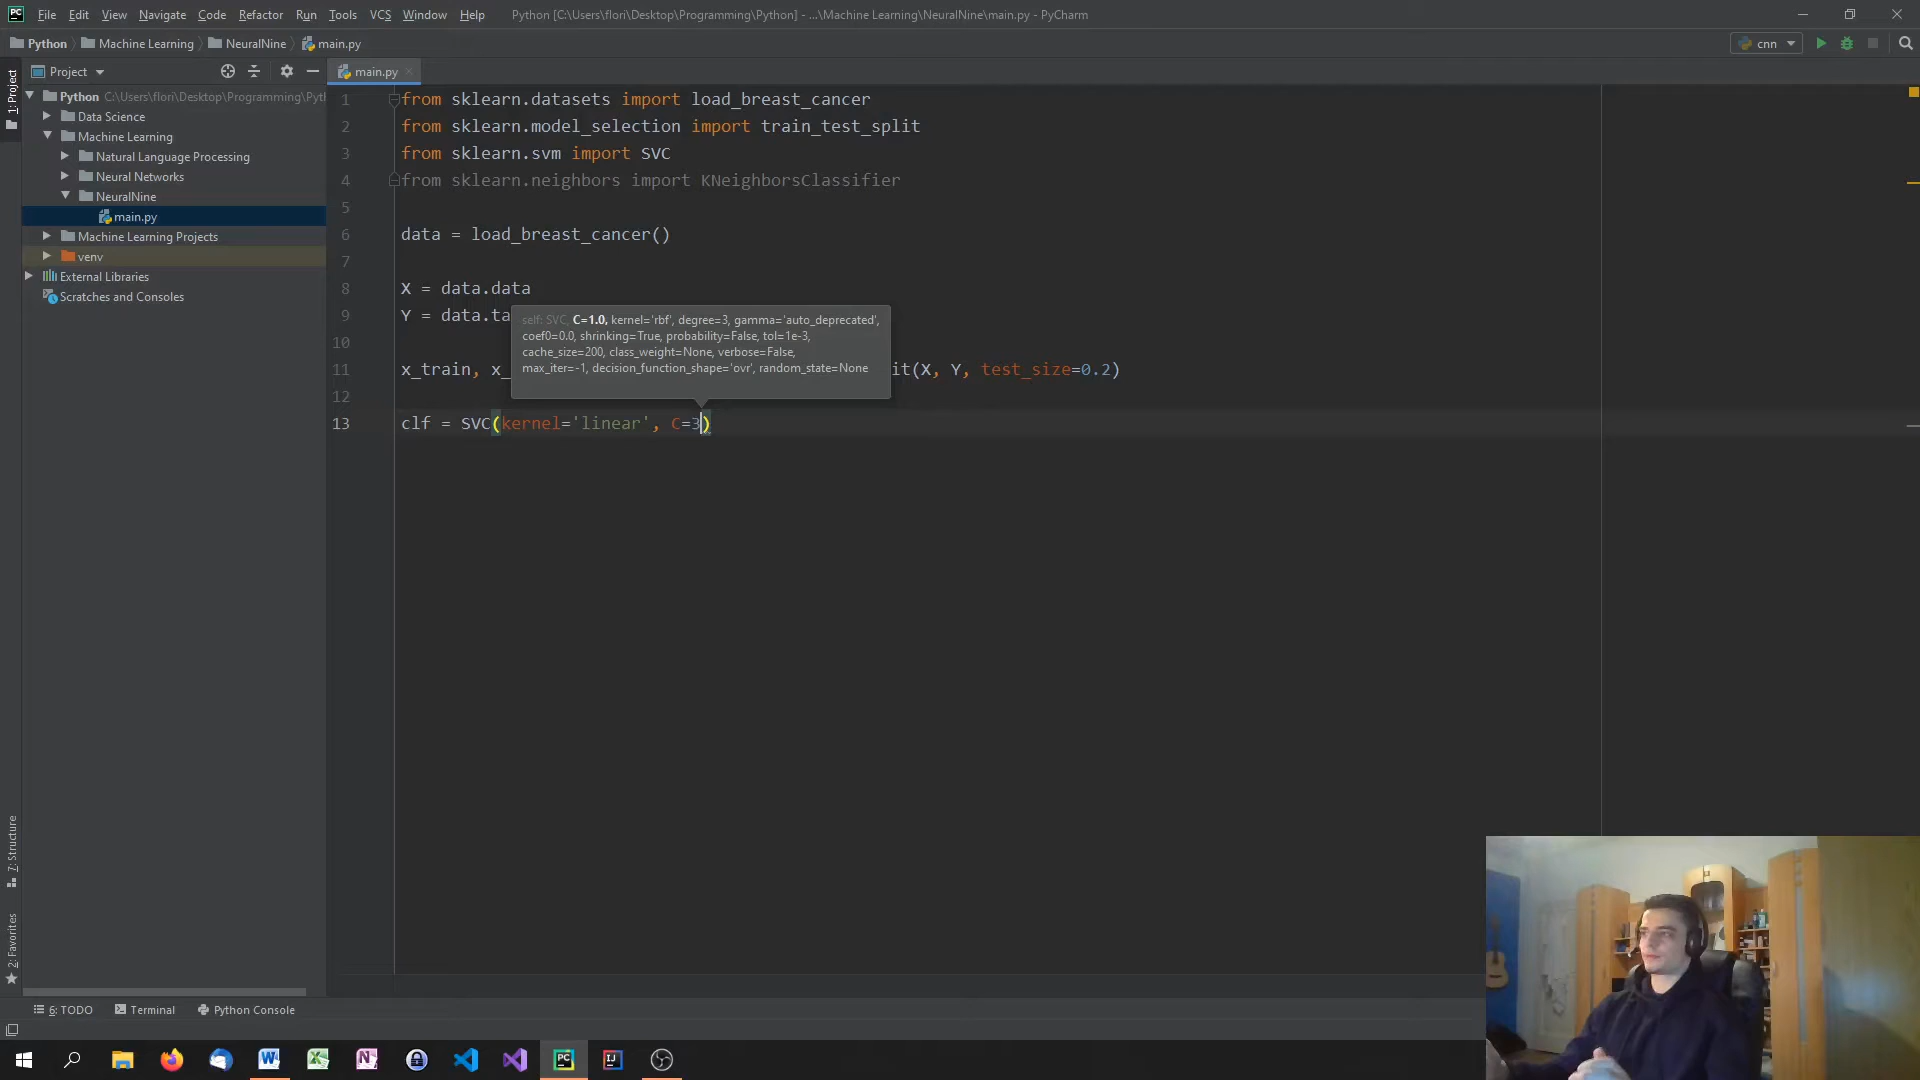 File Edit View Navigate Code Refactor Run Tools VCS Window Help Python [C:\Users\flori\Desktop\Programming\Python] - ...\Machine Learning\NeuralNine\main.py - PyCharm
Python Machine Learning NeuralNine main.py cnn
1: Project
Project main.py
Python C:\Users\flori\Desktop\Programming\Pyth
Data Science
Machine Learning
Natural Language Processing
Neural Networks
NeuralNine
main.py
Machine Learning Projects
venv
External Libraries
Scratches and Consoles
1 from sklearn.datasets import load_breast_cancer
2 from sklearn.model_selection import train_test_split
3 from sklearn.svm import SVC
4 from sklearn.neighbors import KNeighborsClassifier
5
6 data = load_breast_cancer()
7
8 X = data.data
9 Y = data.ta
self: SVC, C=1.0, kernel='rbf', degree=3, gamma='auto_deprecated',
coef0=0.0, shrinking=True, probability=False, tol=1e-3,
cache_size=200, class_weight=None, verbose=False,
max_iter=-1, decision_function_shape='ovr', random_state=None
10
11 x_train, x_ it(X, Y, test_size=0.2)
12
13 clf = SVC(kernel='linear', C=3)
7: Structure
2: Favorites
6: TODO Terminal Python Console